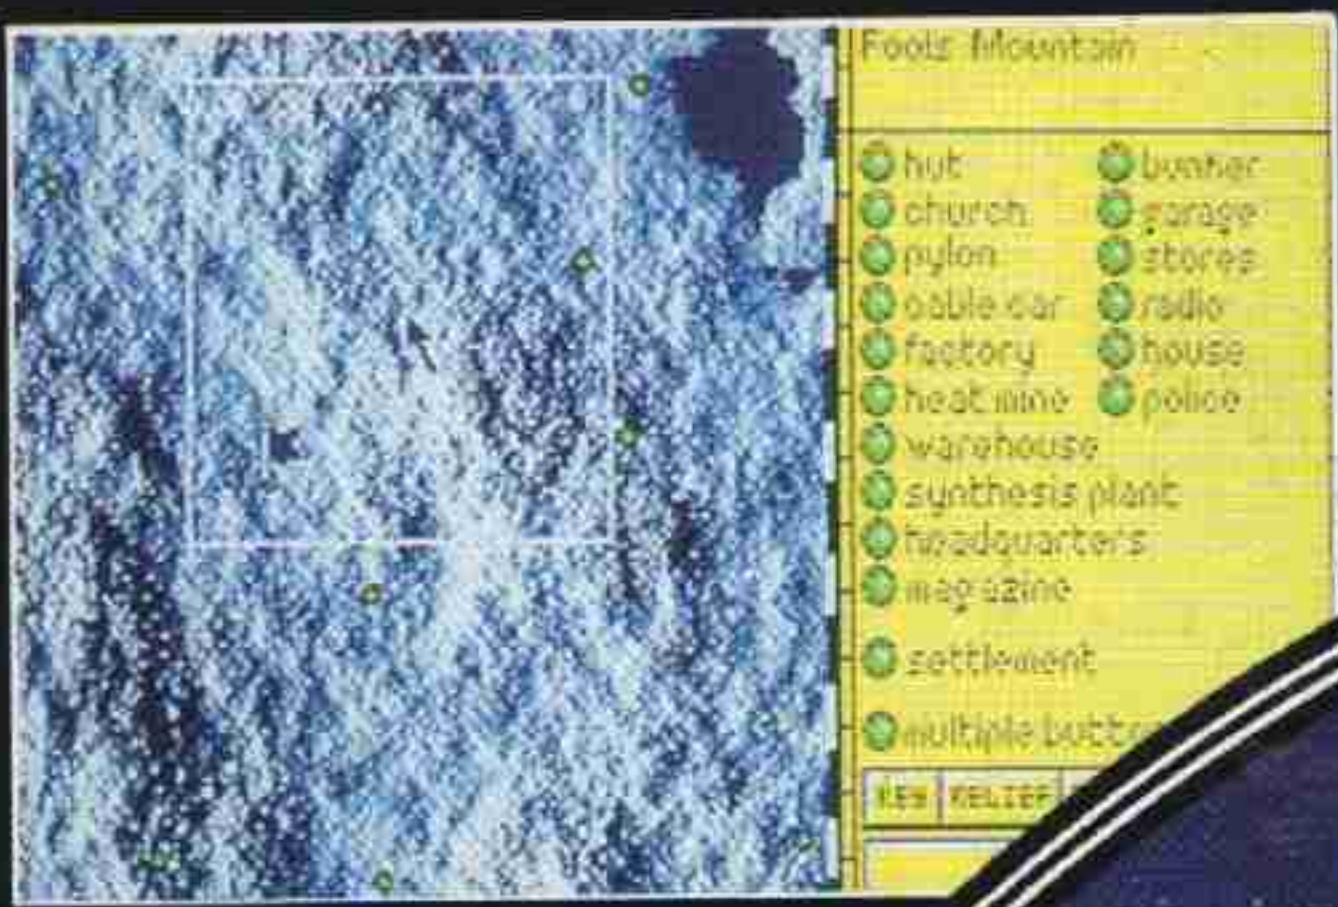 Fools Mountain
hut bunker
church garage
pylon stores
cable car radio
factory house
heat mine police
warehouse
synthesis plant
headquarters
magazine
settlement
multiple butto
KEY RELIEF